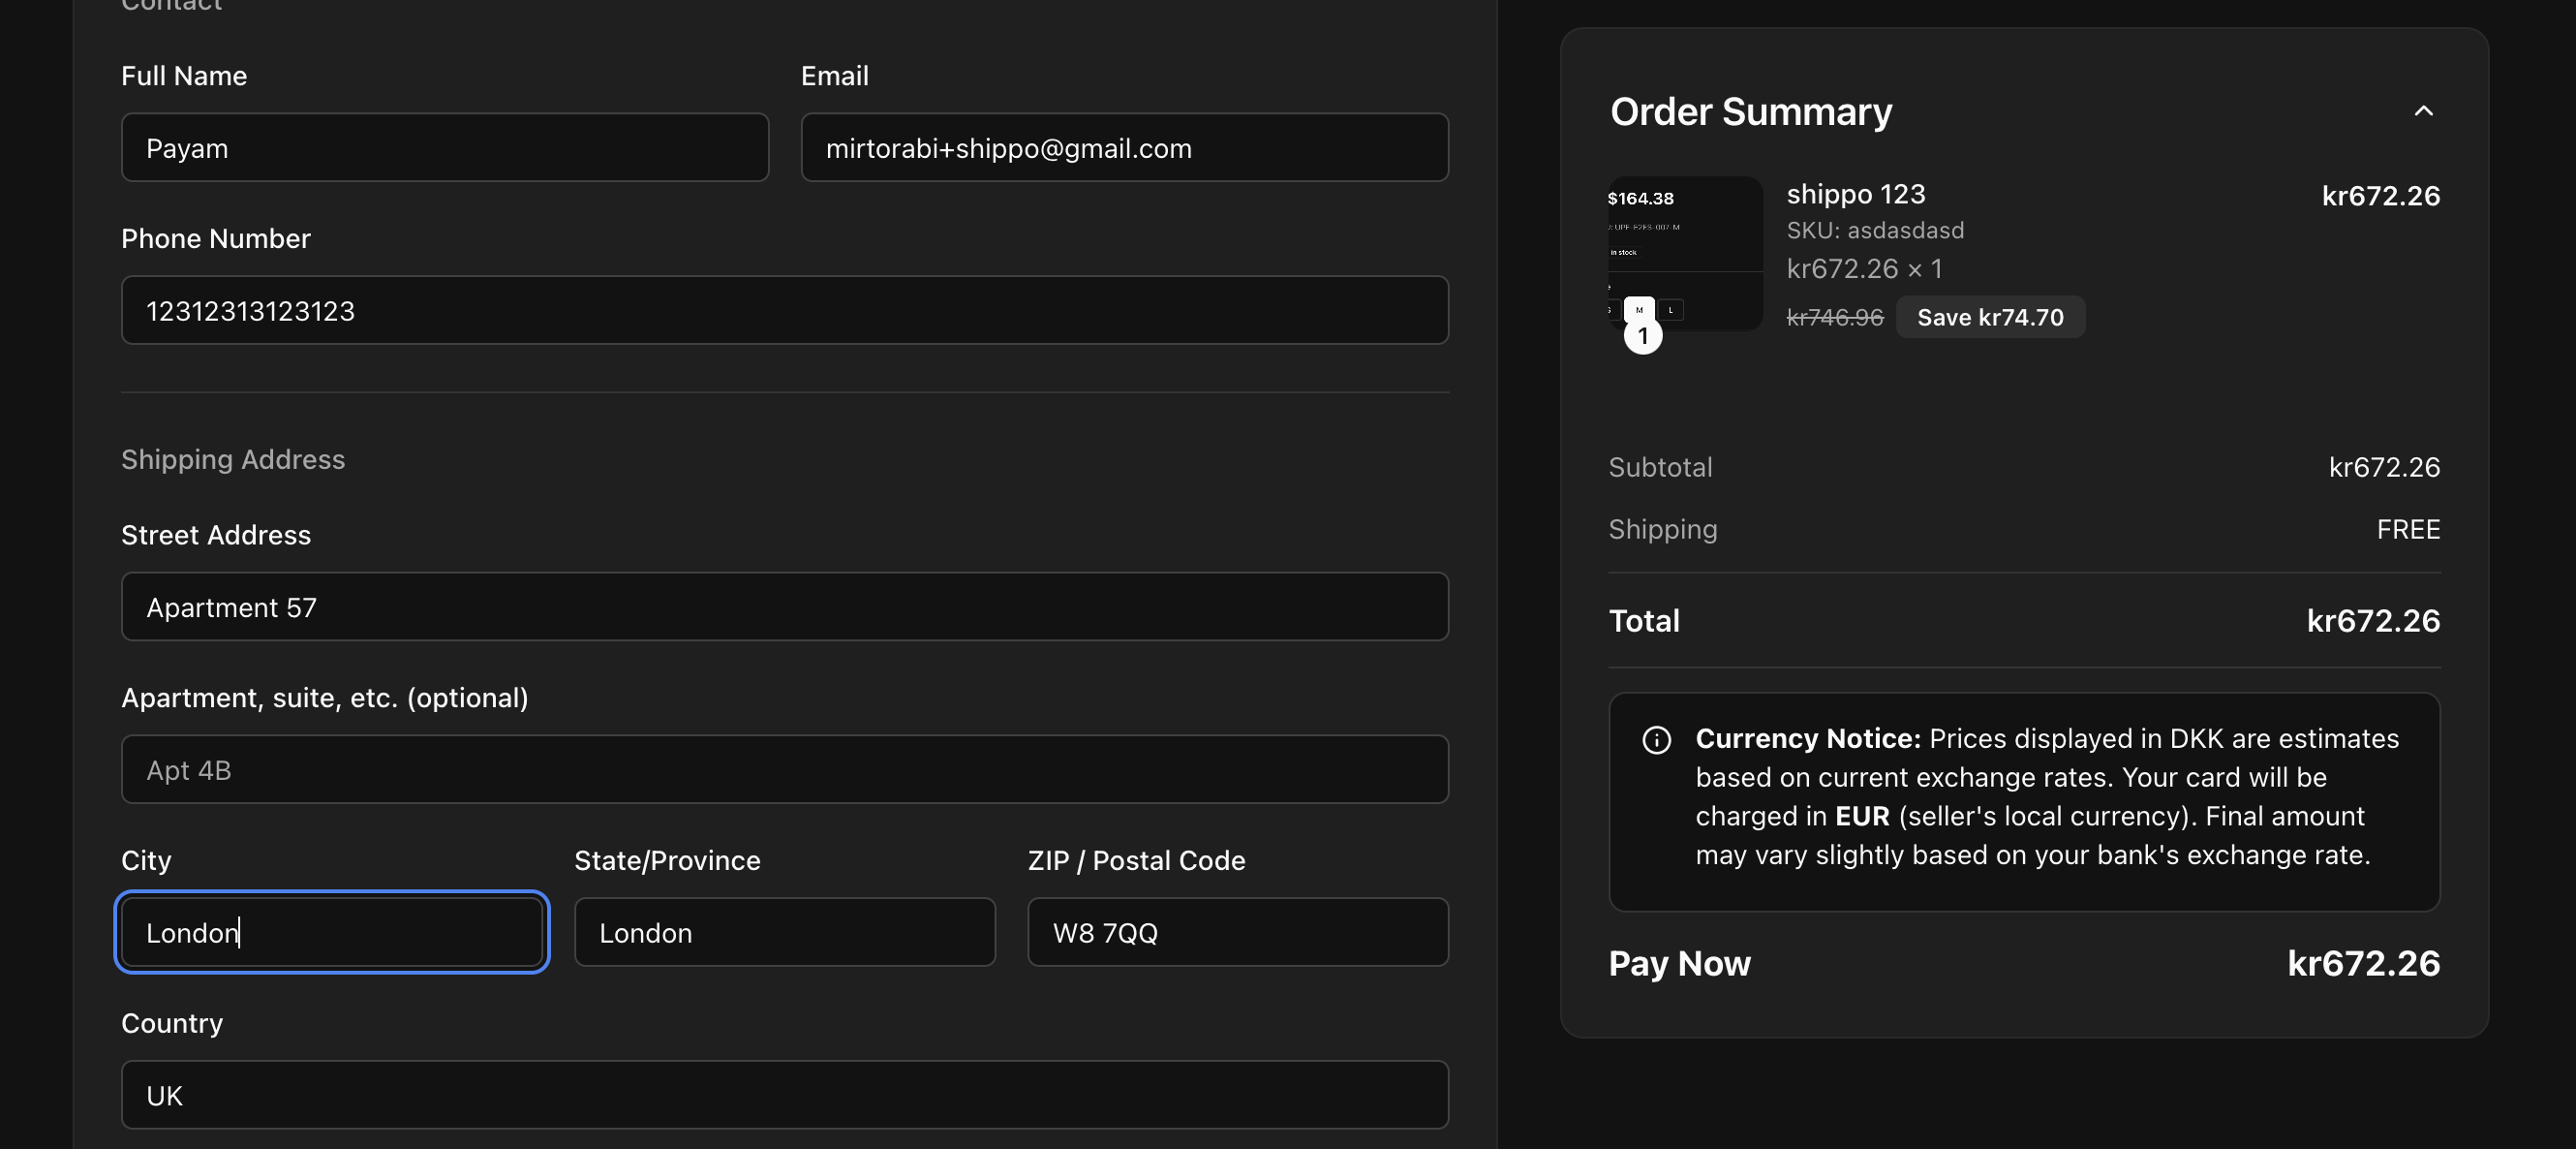 Contact
Full Name
Payam
Email
mirtorabi+shippo@gmail.com
Phone Number
12312313123123
Shipping Address
Street Address
Apartment 57
Apartment, suite, etc. (optional)
Apt 4B
City
London
State/Province
London
ZIP / Postal Code
W8 7QQ
Country
UK
Order Summary
$164.38
in stock
M
L
1
shippo 123
kr672.26
SKU: asdasdasd
kr672.26 × 1
kr746.96
Save kr74.70
Subtotal
kr672.26
Shipping
FREE
Total
kr672.26
Currency Notice: Prices displayed in DKK are estimates
based on current exchange rates. Your card will be
charged in EUR (seller's local currency). Final amount
may vary slightly based on your bank's exchange rate.
Pay Now
kr672.26